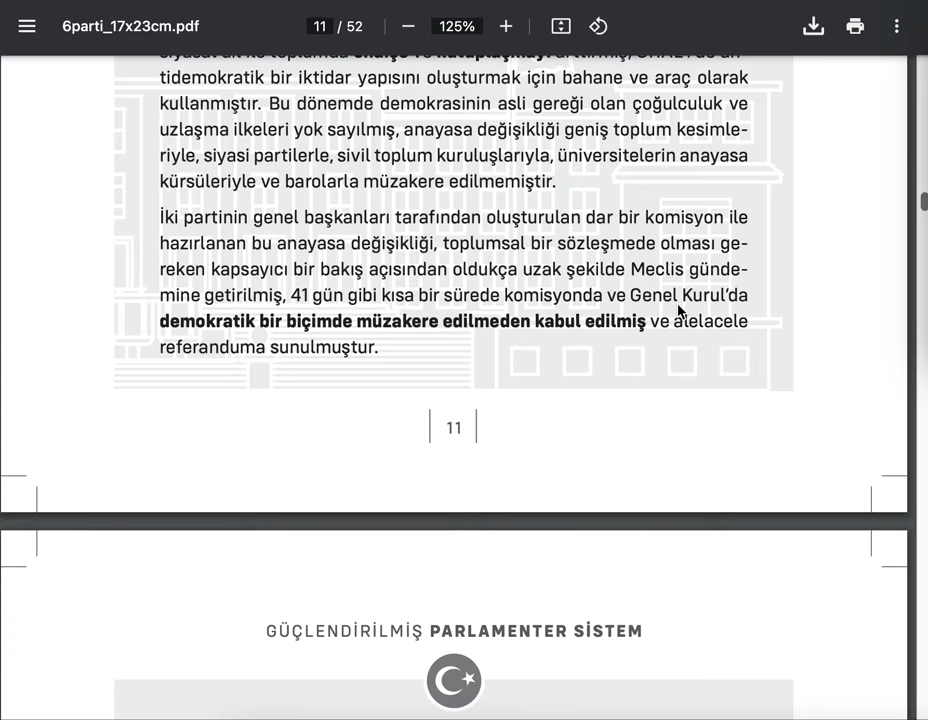 6parti_17x23cm.pdf
11 / 52
125%
tidemokratik bir iktidar yapısını oluşturmak için bahane ve araç olarak
kullanmıştır. Bu dönemde demokrasinin asli gereği olan çoğulculuk ve
uzlaşma ilkeleri yok sayılmış, anayasa değişikliği geniş toplum kesimle-
riyle, siyasi partilerle, sivil toplum kuruluşlarıyla, üniversitelerin anayasa
kürsüleriyle ve barolarla müzakere edilmemiştir.
İki partinin genel başkanları tarafından oluşturulan dar bir komisyon ile
hazırlanan bu anayasa değişikliği, toplumsal bir sözleşmede olması ge-
reken kapsayıcı bir bakış açısından oldukça uzak şekilde Meclis günde-
mine getirilmiş, 41 gün gibi kısa bir sürede komisyonda ve Genel Kurul’da
demokratik bir biçimde müzakere edilmeden kabul edilmiş ve alelacele
referanduma sunulmuştur.
11
GÜÇLENDİRİLMİŞ PARLAMENTER SİSTEM